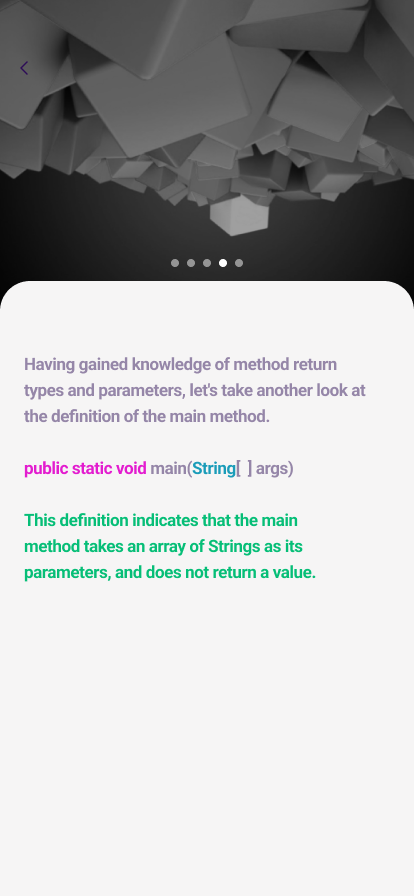 Having gained knowledge of method return
types and parameters, let's take another look at
the definition of the main method.
public static void main(String[ ] args)
This definition indicates that the main
method takes an array of Strings as its
parameters, and does not return a value.